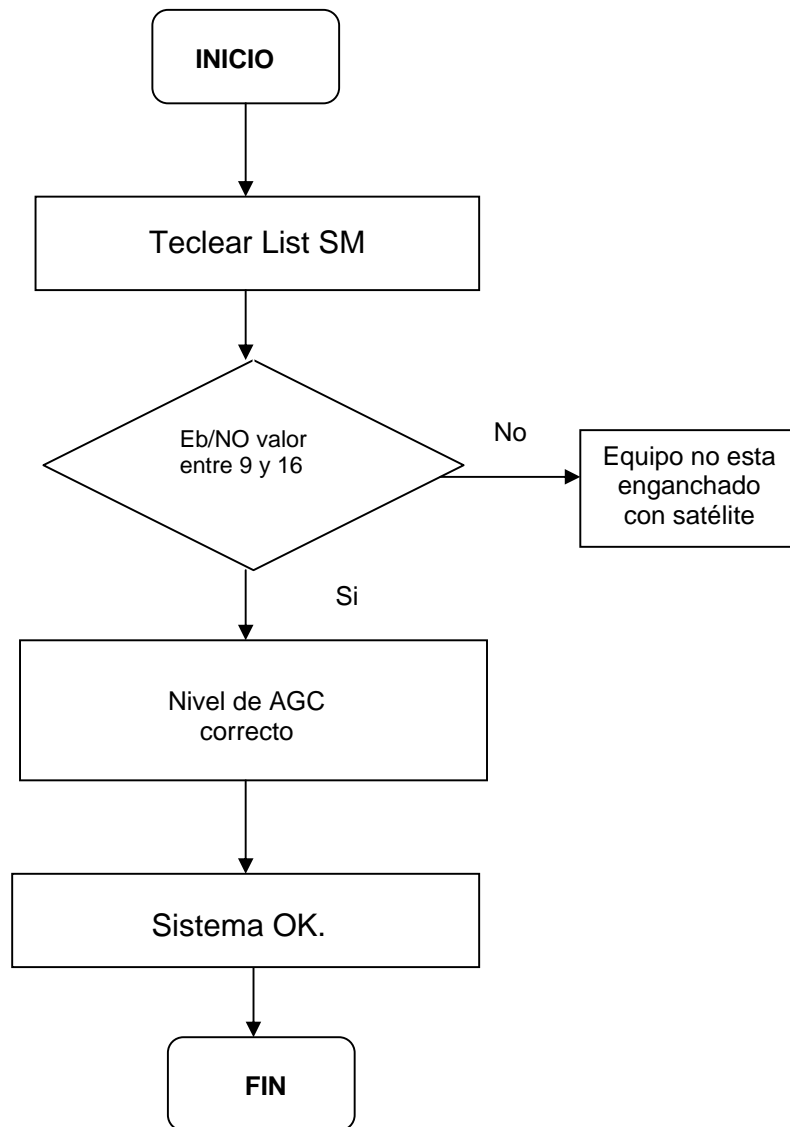 INICIO
Teclear List SM
Eb/NO valor
entre 9 y 16
No
Equipo no esta
enganchado
con satélite
Si
Nivel de AGC
correcto
Sistema OK.
FIN